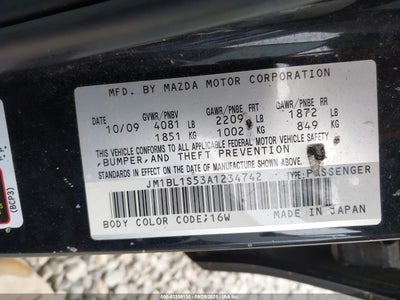 MFD. BY MAZDA MOTOR CORPORATION
GVWR/PNBV GAWR/PNBE FRT GAWR/PNBE RR
10/09 4081 LB 2209 LB 1872 LB
1851 KG 1002 KG 849 KG
THIS VEHICLE CONFORMS TO ALL APPLICABLE FEDERAL MOTOR VEHICLE
SAFETY, BUMPER, AND THEFT PREVENTION
STANDARDS IN EFFECT ON THE DATE OF MANUFACTURE SHOWN ABOVE.
JM1BL1S53A1234742 TYPE: PASSENGER
BODY COLOR CODE;16W MADE IN JAPAN
(BCP3)